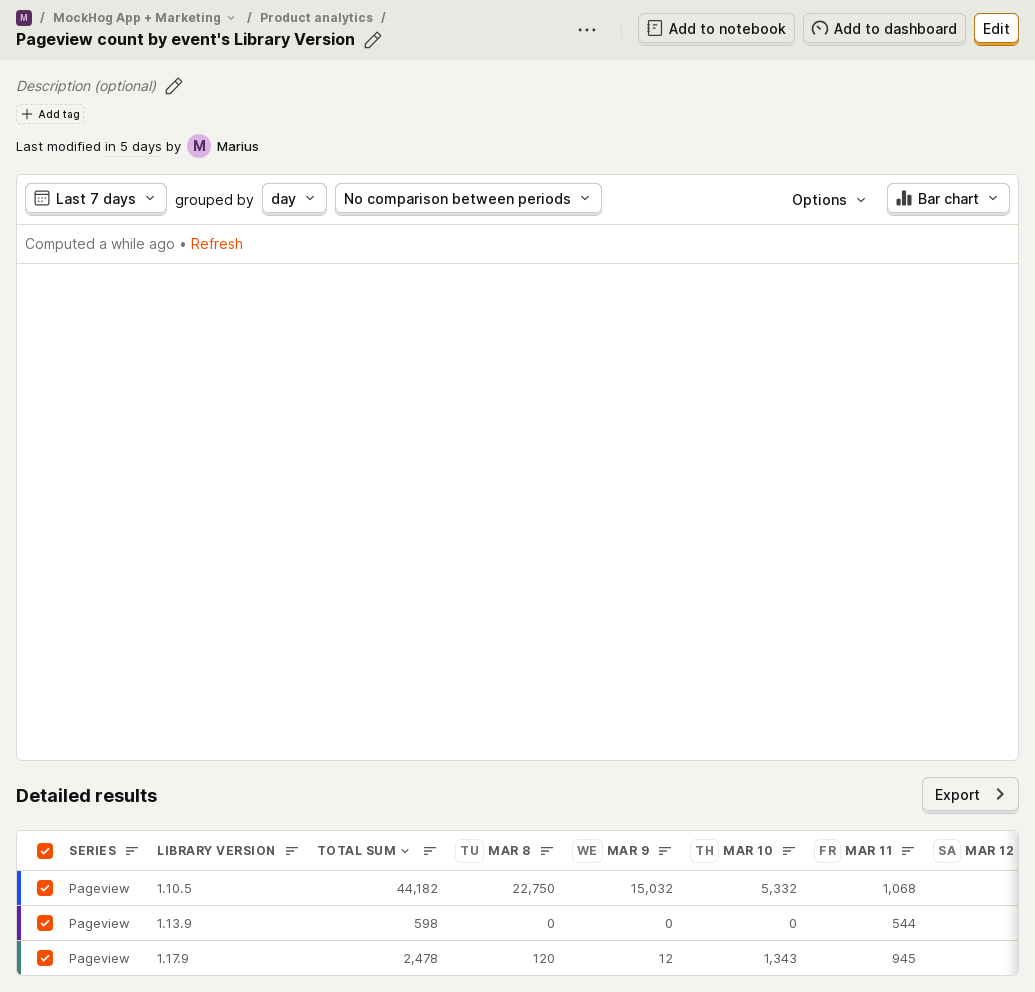 M / MockHog App + Marketing / Product analytics /
Pageview count by event's Library Version
Add to notebook
Add to dashboard
Edit
Description (optional)
Add tag
Last modified in 5 days by M Marius
Last 7 days grouped by day No comparison between periods Options Bar chart
Computed a while ago • Refresh
Detailed results
Export
SERIES LIBRARY VERSION TOTAL SUM TU MAR 8 WE MAR 9 TH MAR 10 FR MAR 11 SA MAR 12
Pageview 1.10.5 44,182 22,750 15,032 5,332 1,068
Pageview 1.13.9 598 0 0 0 544
Pageview 1.17.9 2,478 120 12 1,343 945